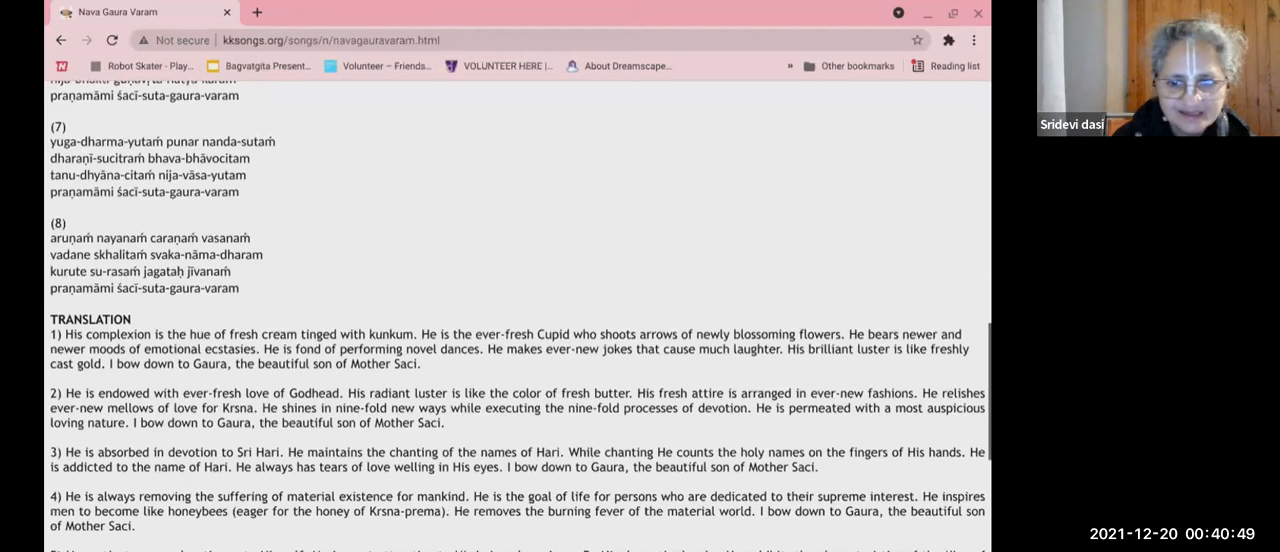 Nava Gaura Varam
Not secure | kksongs.org/songs/n/navagauravaram.html
Robot Skater - Play... Bagvatgita Present... Volunteer – Friends... VOLUNTEER HERE |... About Dreamscape... » Other bookmarks Reading list
praṇamāmi śacī-suta-gaura-varam
(7)
yuga-dharma-yutaṁ punar nanda-sutaṁ
dharaṇī-sucitraṁ bhava-bhāvocitam
tanu-dhyāna-citaṁ nija-vāsa-yutam
praṇamāmi śacī-suta-gaura-varam
(8)
aruṇaṁ nayanaṁ caraṇaṁ vasanaṁ
vadane skhalitaṁ svaka-nāma-dharam
kurute su-rasaṁ jagataḥ jīvanaṁ
praṇamāmi śacī-suta-gaura-varam
TRANSLATION
1) His complexion is the hue of fresh cream tinged with kunkum. He is the ever-fresh Cupid who shoots arrows of newly blossoming flowers. He bears newer and
newer moods of emotional ecstasies. He is fond of performing novel dances. He makes ever-new jokes that cause much laughter. His brilliant luster is like freshly
cast gold. I bow down to Gaura, the beautiful son of Mother Saci.
2) He is endowed with ever-fresh love of Godhead. His radiant luster is like the color of fresh butter. His fresh attire is arranged in ever-new fashions. He relishes
ever-new mellows of love for Krsna. He shines in nine-fold new ways while executing the nine-fold processes of devotion. He is permeated with a most auspicious
loving nature. I bow down to Gaura, the beautiful son of Mother Saci.
3) He is absorbed in devotion to Sri Hari. He maintains the chanting of the names of Hari. While chanting He counts the holy names on the fingers of His hands. He
is addicted to the name of Hari. He always has tears of love welling in His eyes. I bow down to Gaura, the beautiful son of Mother Saci.
4) He is always removing the suffering of material existence for mankind. He is the goal of life for persons who are dedicated to their supreme interest. He inspires
men to become like honeybees (eager for the honey of Krsna-prema). He removes the burning fever of the material world. I bow down to Gaura, the beautiful son
of Mother Saci.
Sridevi dasi
2021-12-20 00:40:49